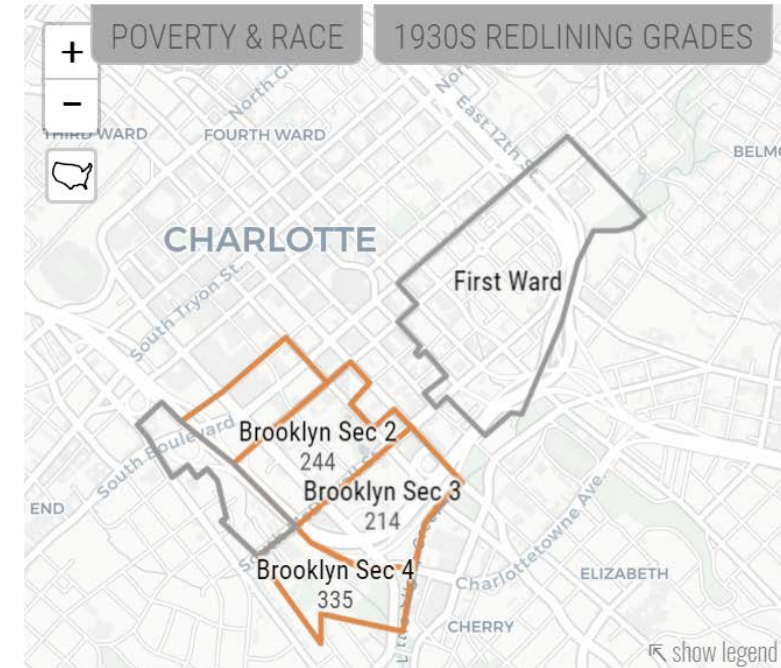 POVERTY & RACE
1930S REDLINING GRADES
+
−
THIRD WARD
FOURTH WARD
East 12th St.
CHARLOTTE
First Ward
South Tryon St.
Brooklyn Sec 2
244
South Boulevard
Brooklyn Sec 3
214
END
Brooklyn Sec 4
335
Charlottetowne Ave.
ELIZABETH
CHERRY
show legend